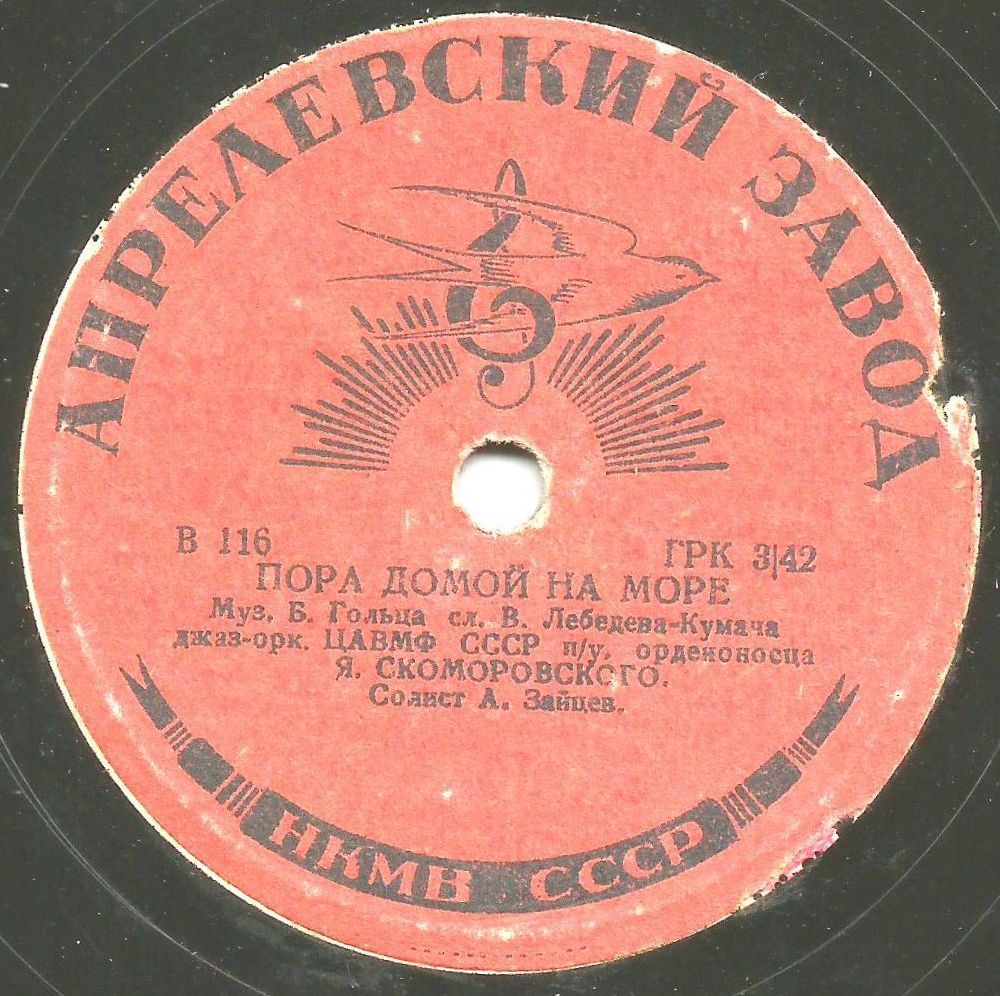 АПРЕЛЕВСКИЙ ЗАВОД
В 116
ГРК 3|42
ПОРА ДОМОЙ НА МОРЕ
Муз. Б. Гольца сл. В. Лебедева-Кумача
джаз-орк. ЦАВМФ СССР п/у. орденоносца
Я. СКОМОРОВСКОГО.
Солист А. Зайцев.
НКМВ СССР